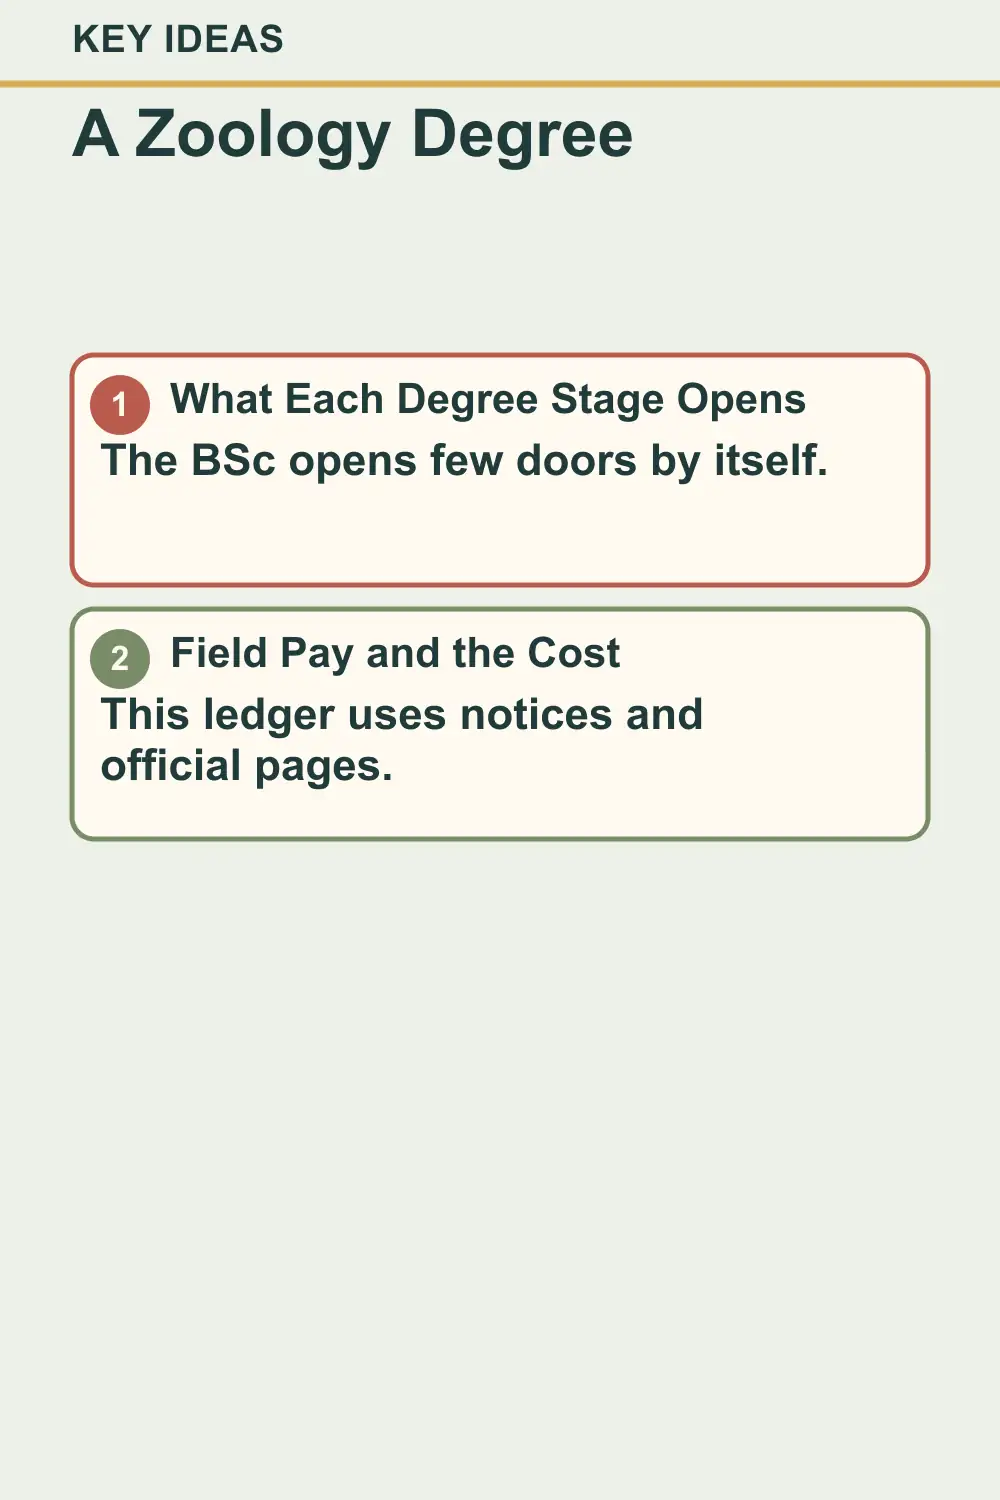 KEY IDEAS
A Zoology Degree
1 What Each Degree Stage Opens
The BSc opens few doors by itself.
2 Field Pay and the Cost
This ledger uses notices and
official pages.